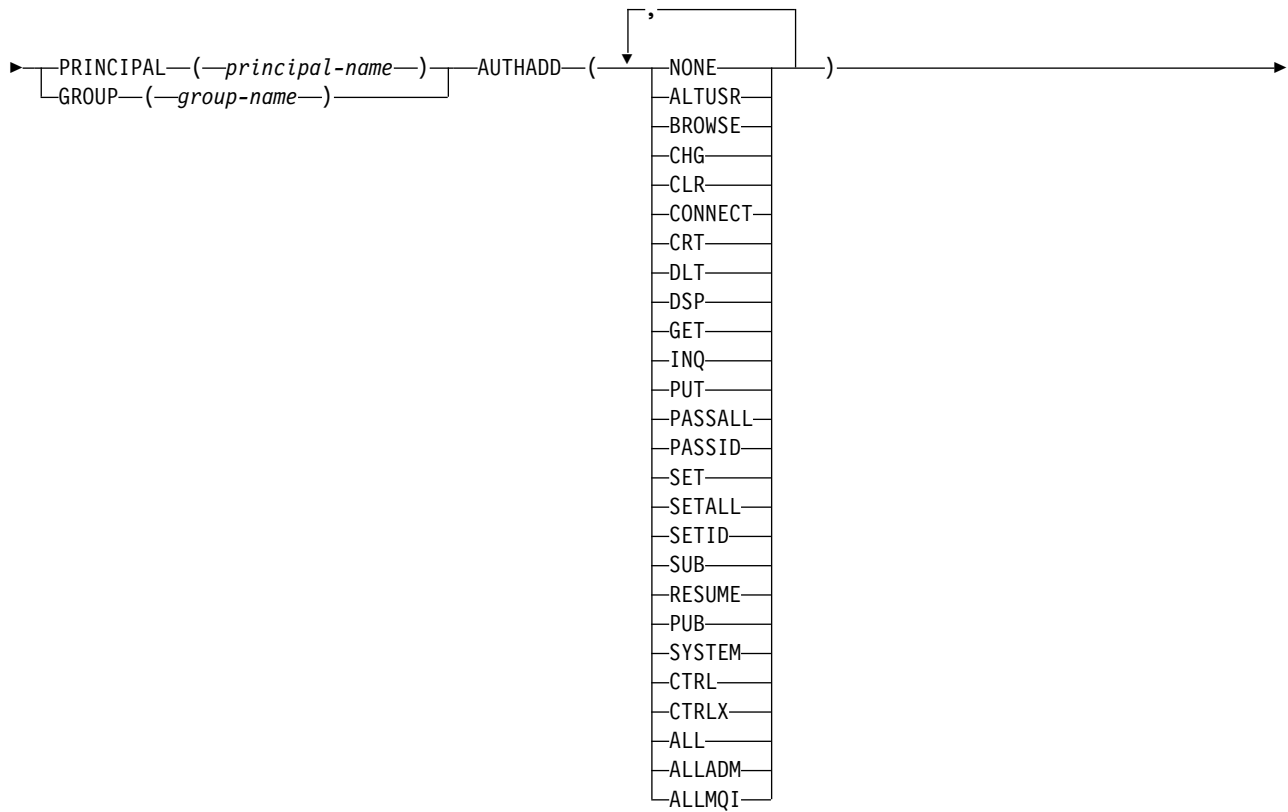 ,
PRINCIPAL ( principal-name ) AUTHADD ( NONE )
GROUP ( group-name ) ALTUSR
BROWSE
CHG
CLR
CONNECT
CRT
DLT
DSP
GET
INQ
PUT
PASSALL
PASSID
SET
SETALL
SETID
SUB
RESUME
PUB
SYSTEM
CTRL
CTRLX
ALL
ALLADM
ALLMQI